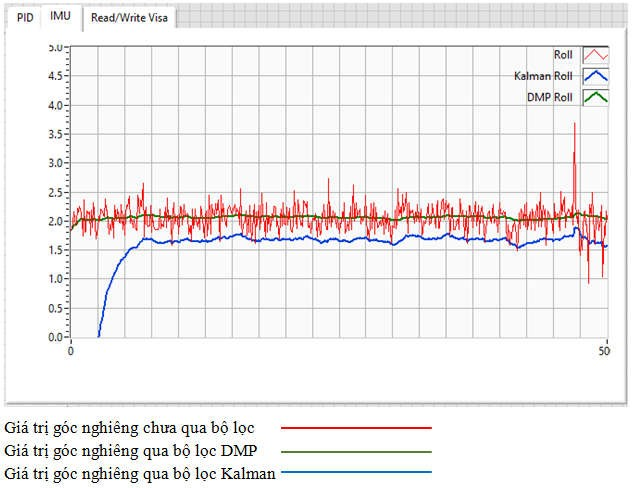 PID IMU Read/Write Visa
Roll
Kalman Roll
DMP Roll
5.0
4.5
4.0
3.5
3.0
2.5
2.0
1.5
1.0
0.5
0.0
0 50
Giá trị góc nghiêng chưa qua bộ lọc
Giá trị góc nghiêng qua bộ lọc DMP
Giá trị góc nghiêng qua bộ lọc Kalman